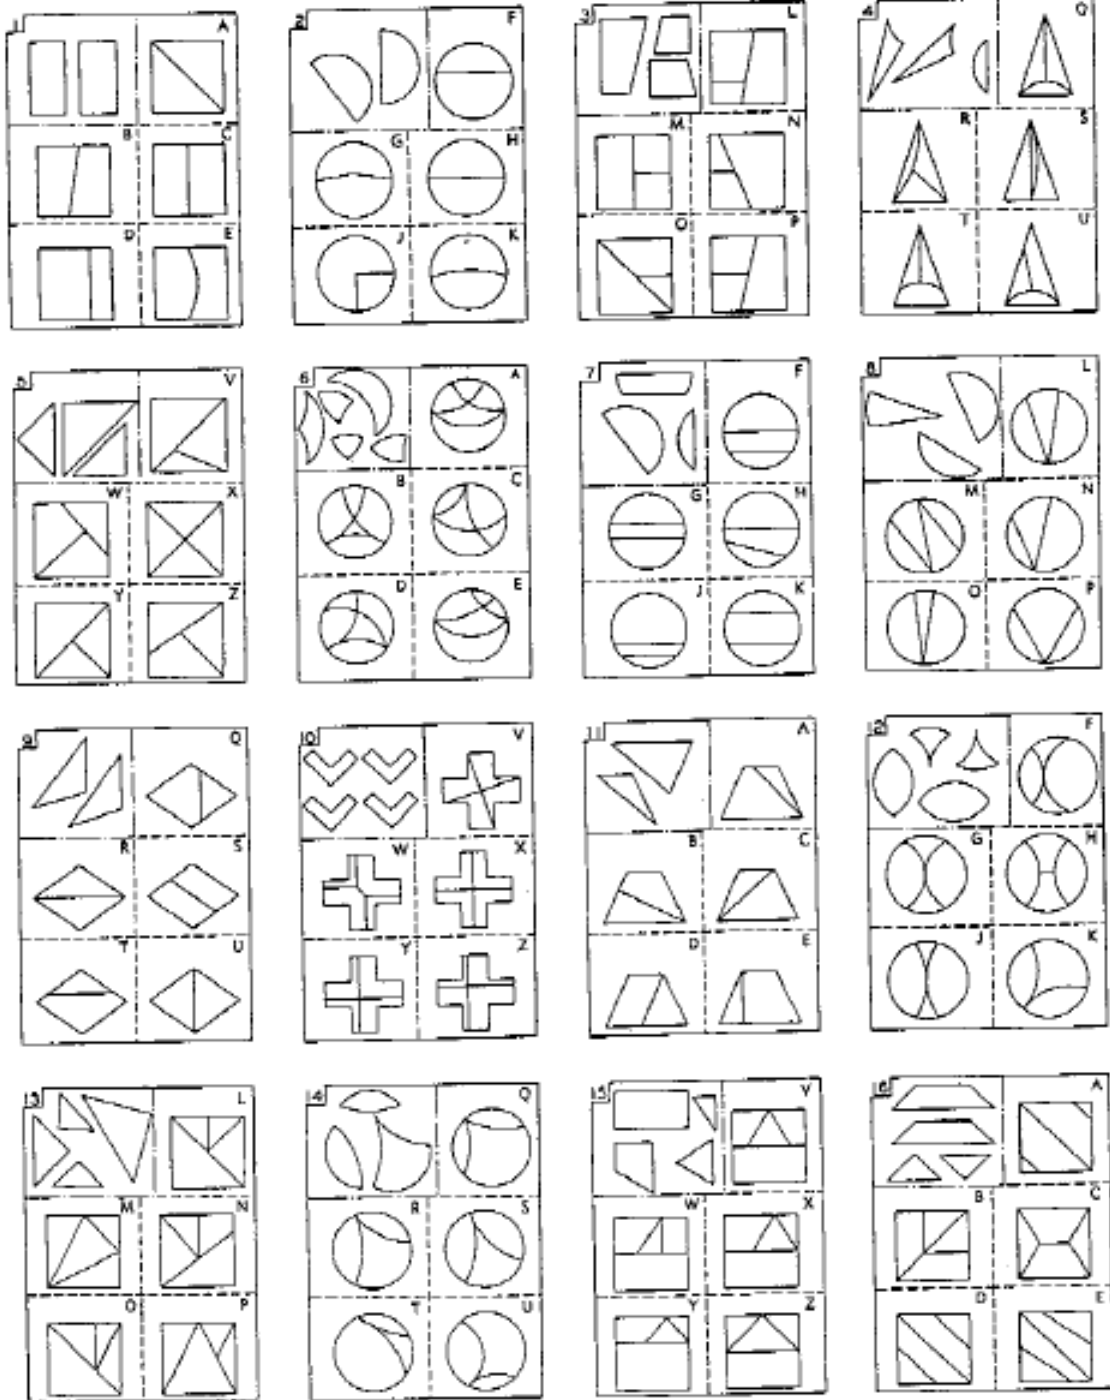 1 A 2 F 3 L 4 Q
B C G H M N R S
D E J K O P T U
5 V 6 A 7 F 8 L
W X B C G H M N
Y Z D E J K O P
9 Q 10 V 11 A 12 F
R S W X B C G H
T U Y Z D E J K
13 L 14 Q 15 V 16 A
M N R S W X B C
O P T U Y Z D E